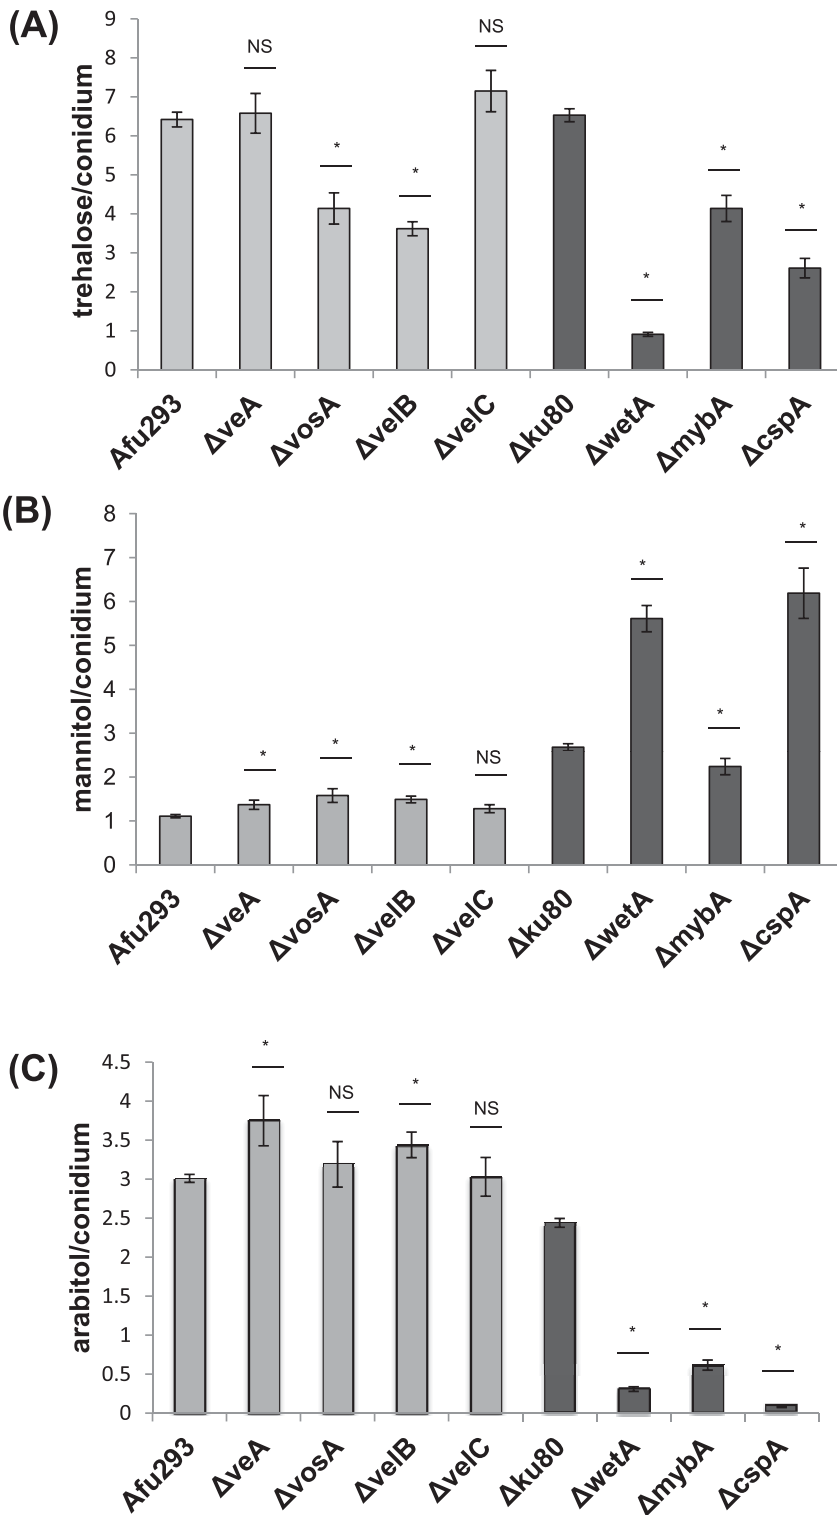 (A)
trehalose/conidium
9
8
7
6
5
4
3
2
1
0
NS
*
*
NS
*
*
*
Afu293
ΔveA
ΔvosA
ΔvelB
ΔvelC
Δku80
ΔwetA
ΔmybA
ΔcspA
(B)
mannitol/conidium
8
7
6
5
4
3
2
1
0
*
*
*
NS
*
*
*
Afu293
ΔveA
ΔvosA
ΔvelB
ΔvelC
Δku80
ΔwetA
ΔmybA
ΔcspA
(C)
arabitol/conidium
4.5
4
3.5
3
2.5
2
1.5
1
0.5
0
*
NS
*
NS
*
*
*
Afu293
ΔveA
ΔvosA
ΔvelB
ΔvelC
Δku80
ΔwetA
ΔmybA
ΔcspA